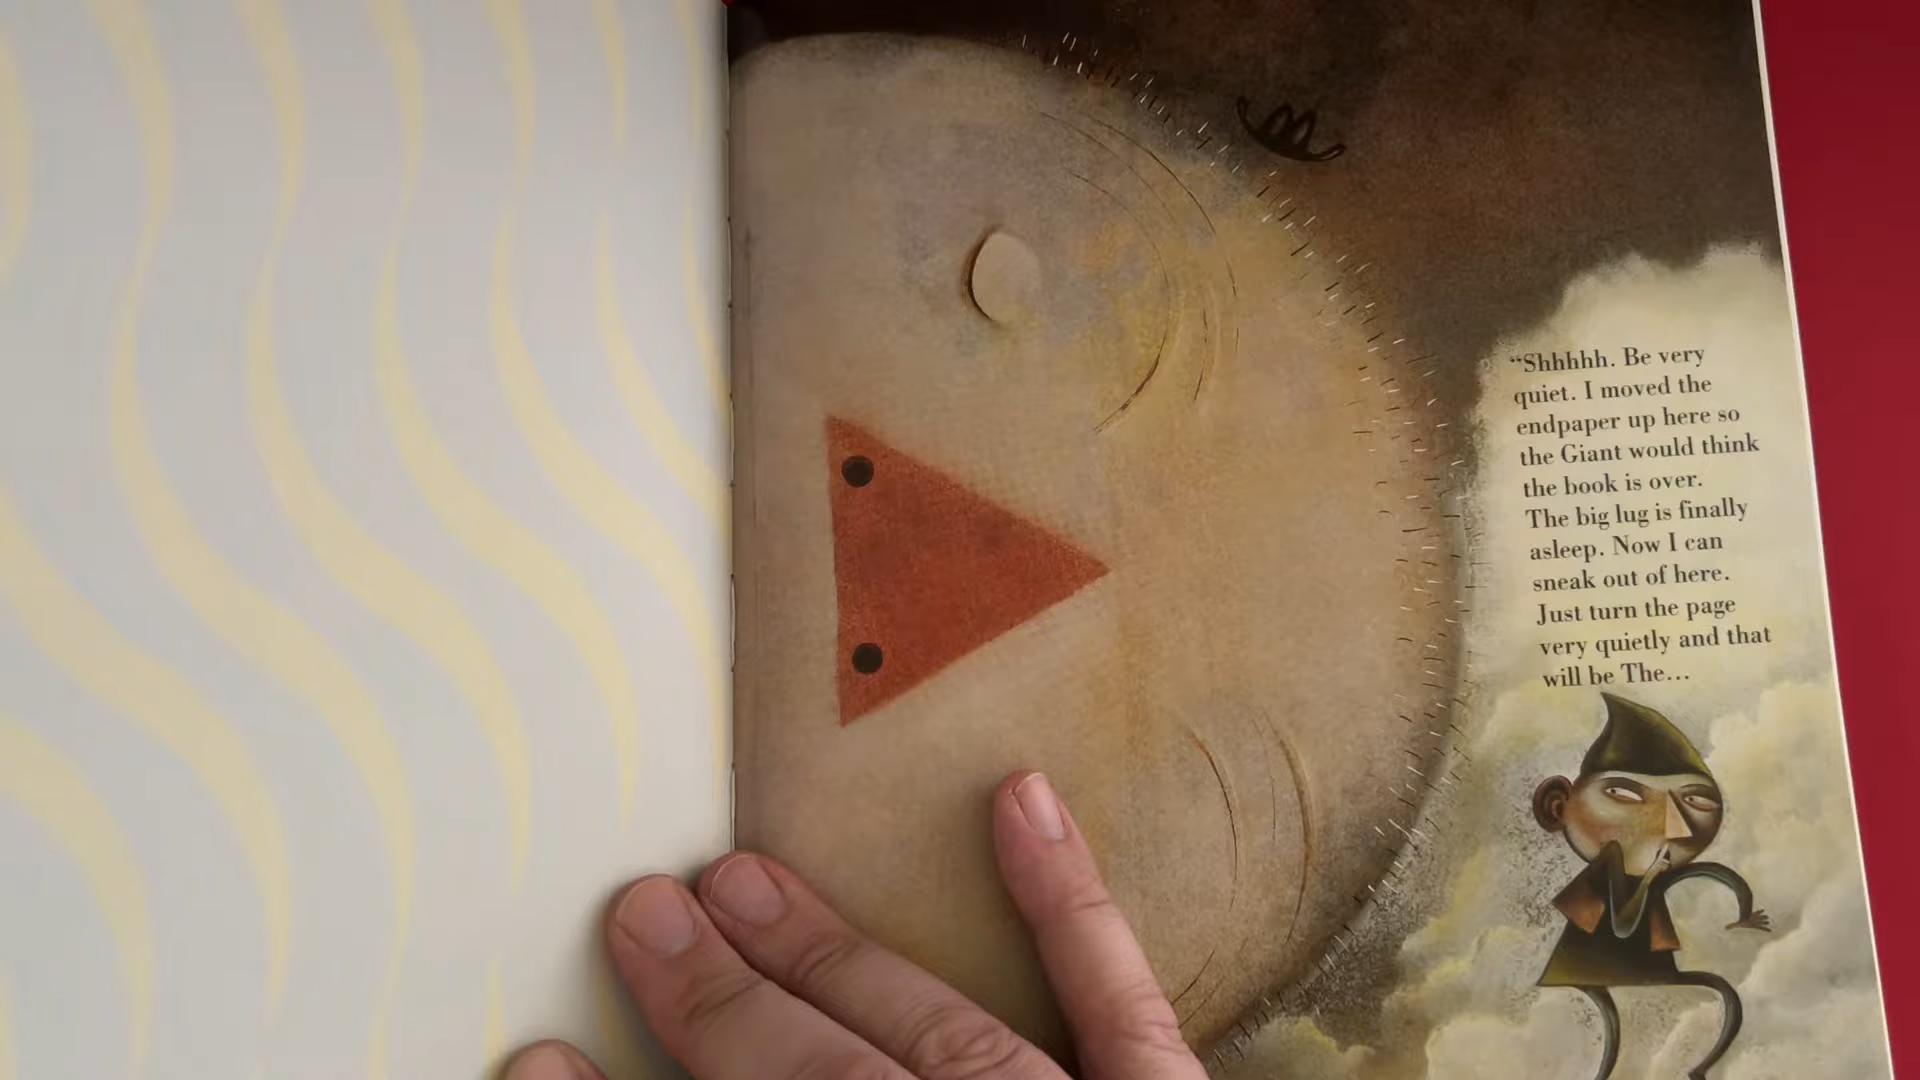 “Shhhhh. Be very
quiet. I moved the
endpaper up here so
the Giant would think
the book is over.
The big lug is finally
asleep. Now I can
sneak out of here.
Just turn the page
very quietly and that
will be The...